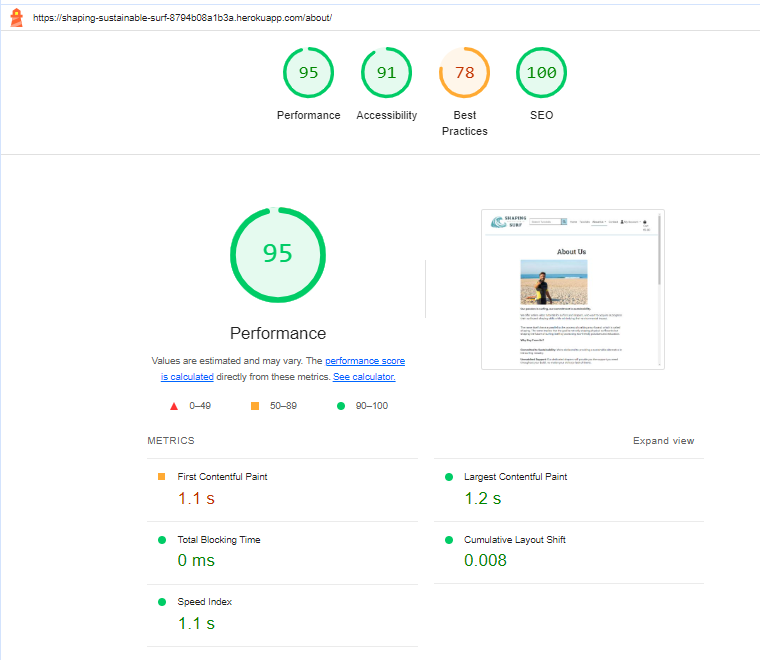 https://shaping-sustainable-surf-8794b08a1b3a.herokuapp.com/about/
95
91
78
100
Performance
Accessibility
Best
Practices
SEO
95
Performance
Values are estimated and may vary. The performance score
is calculated directly from these metrics. See calculator.
0–49
50–89
90–100
SHAPING
SURF
About Us
METRICS
Expand view
First Contentful Paint
1.1 s
Largest Contentful Paint
1.2 s
Total Blocking Time
0 ms
Cumulative Layout Shift
0.008
Speed Index
1.1 s